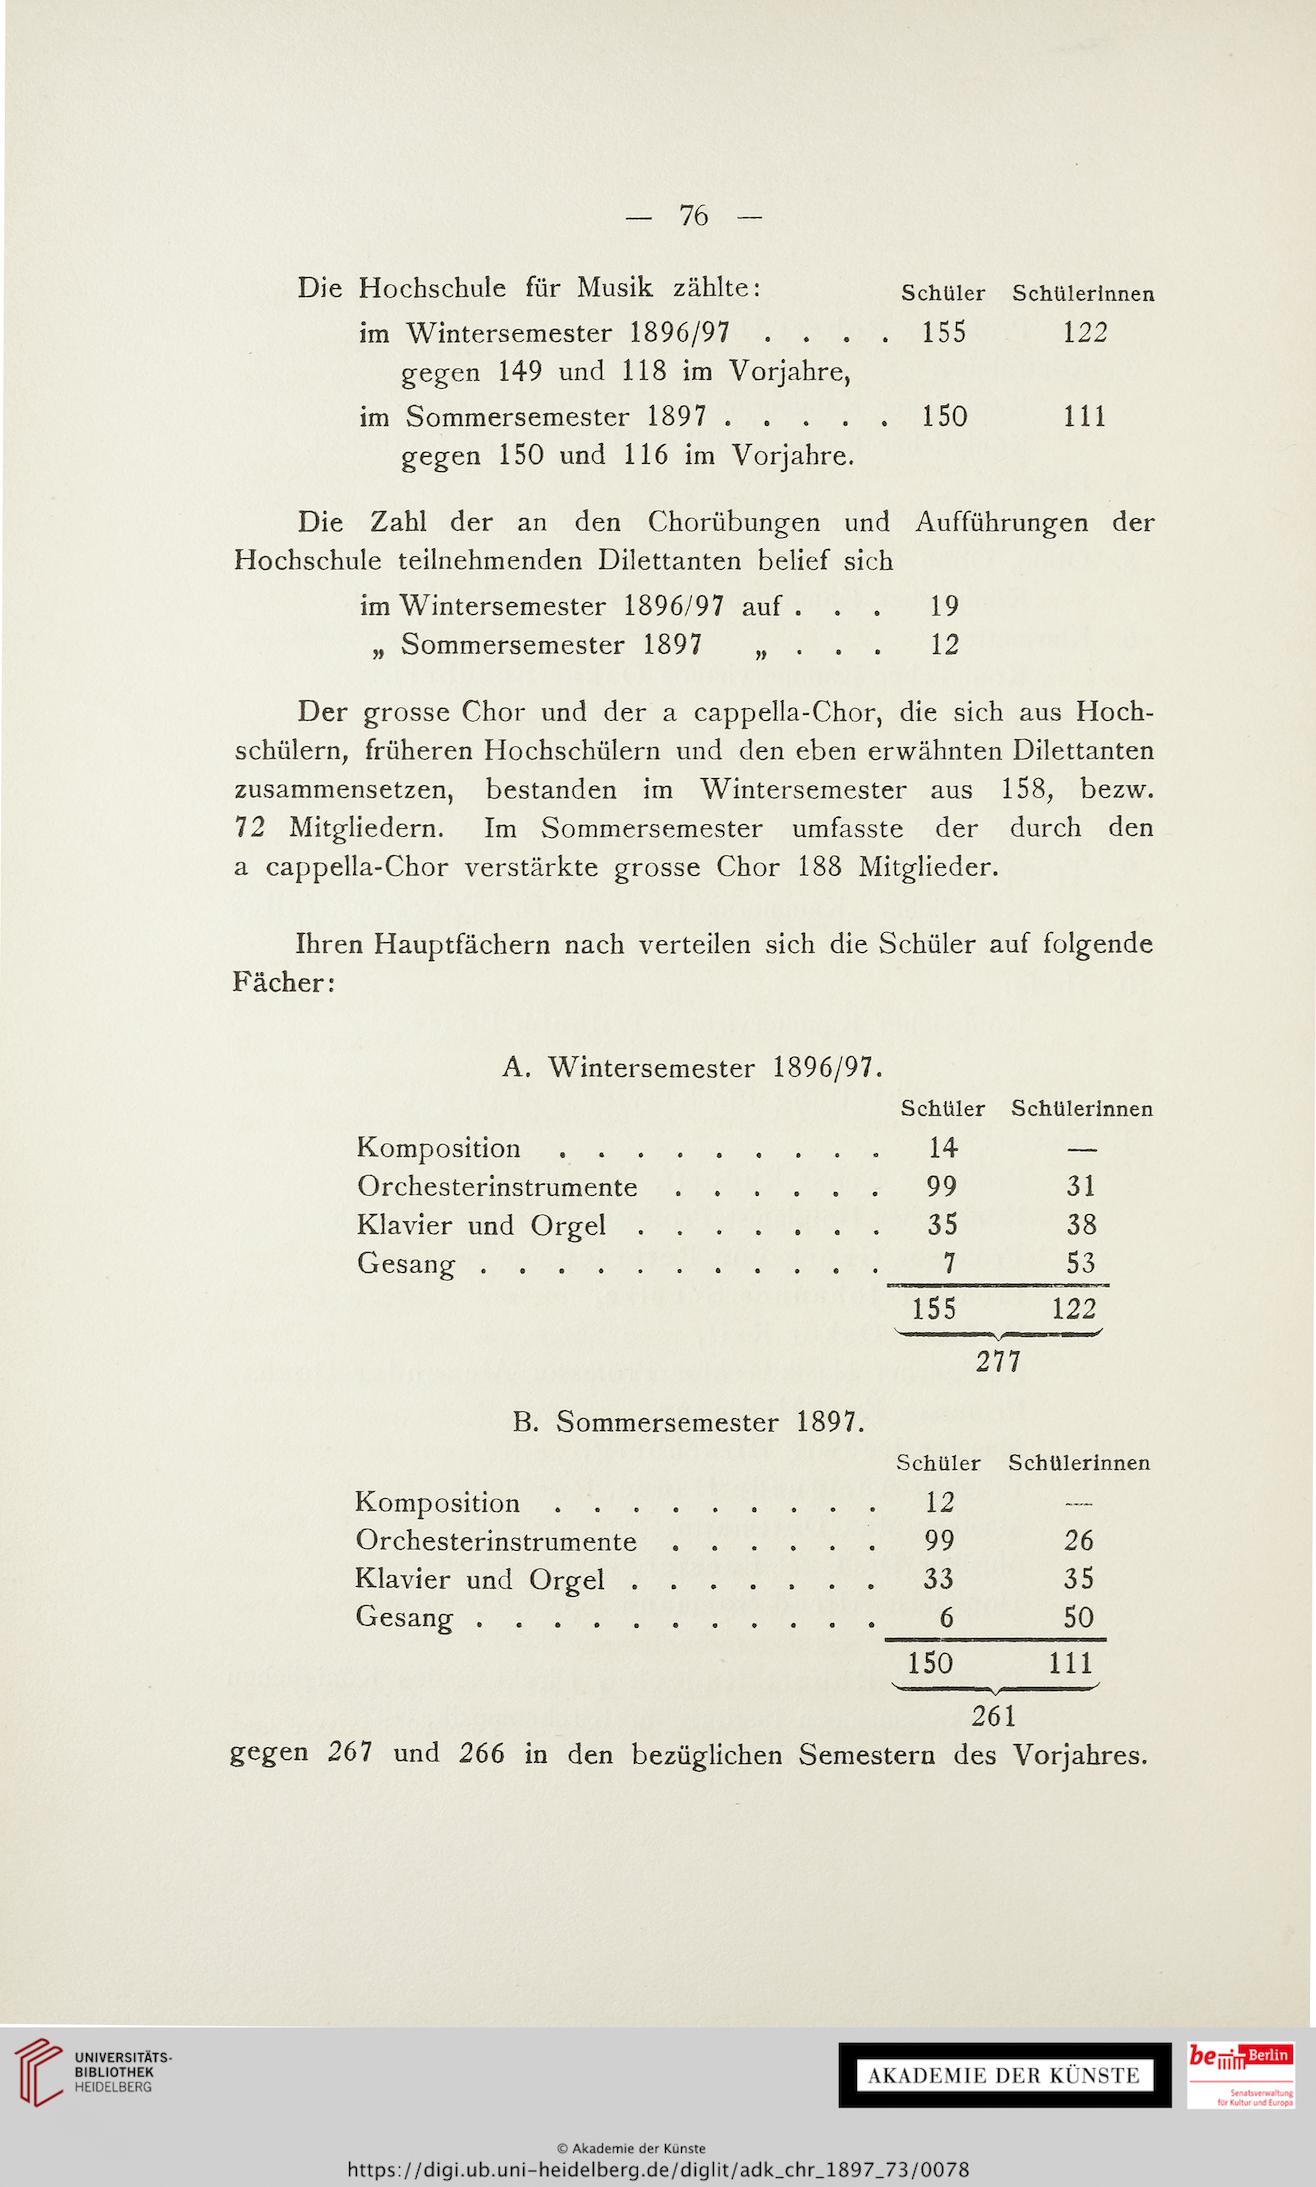 — 76 —
Die Hochschule für Musik zählte: Schüler Schülerinnen
im Wintersemester 1896/97 . . . . 155 122
gegen 149 und 118 im Vorjahre,
im Sommersemester 1897 . . . . . 150 111
gegen 150 und 116 im Vorjahre.
Die Zahl der an den Chorübungen und Aufführungen der
Hochschule teilnehmenden Dilettanten belief sich
im Wintersemester 1896/97 auf . . . 19
„ Sommersemester 1897 „ . . . 12
Der grosse Chor und der a cappella-Chor, die sich aus Hoch-
schülern, früheren Hochschülern und den eben erwähnten Dilettanten
zusammensetzen, bestanden im Wintersemester aus 158, bezw.
72 Mitgliedern. Im Sommersemester umfasste der durch den
a cappella-Chor verstärkte grosse Chor 188 Mitglieder.
Ihren Hauptfächern nach verteilen sich die Schüler auf folgende
Fächer:
A. Wintersemester 1896/97.
Schüler Schülerinnen
Komposition . . . . . . . . . 14 —
Orchesterinstrumente . . . . . . 99 31
Klavier und Orgel . . . . . . . 35 38
Gesang . . . . . . . . . . . 7 53
155 122
277
B. Sommersemester 1897.
Schüler Schülerinnen
Komposition . . . . . . . . . 12 —
Orchesterinstrumente . . . . . . 99 26
Klavier und Orgel . . . . . . . 33 35
Gesang . . . . . . . . . . . 6 50
150 111
261
gegen 267 und 266 in den bezüglichen Semestern des Vorjahres.
UNIVERSITÄTS-
BIBLIOTHEK
HEIDELBERG
AKADEMIE DER KÜNSTE
be Berlin
Senatsverwaltung
für Kultur und Europa
© Akademie der Künste
https://digi.ub.uni-heidelberg.de/diglit/adk_chr_1897_73/0078